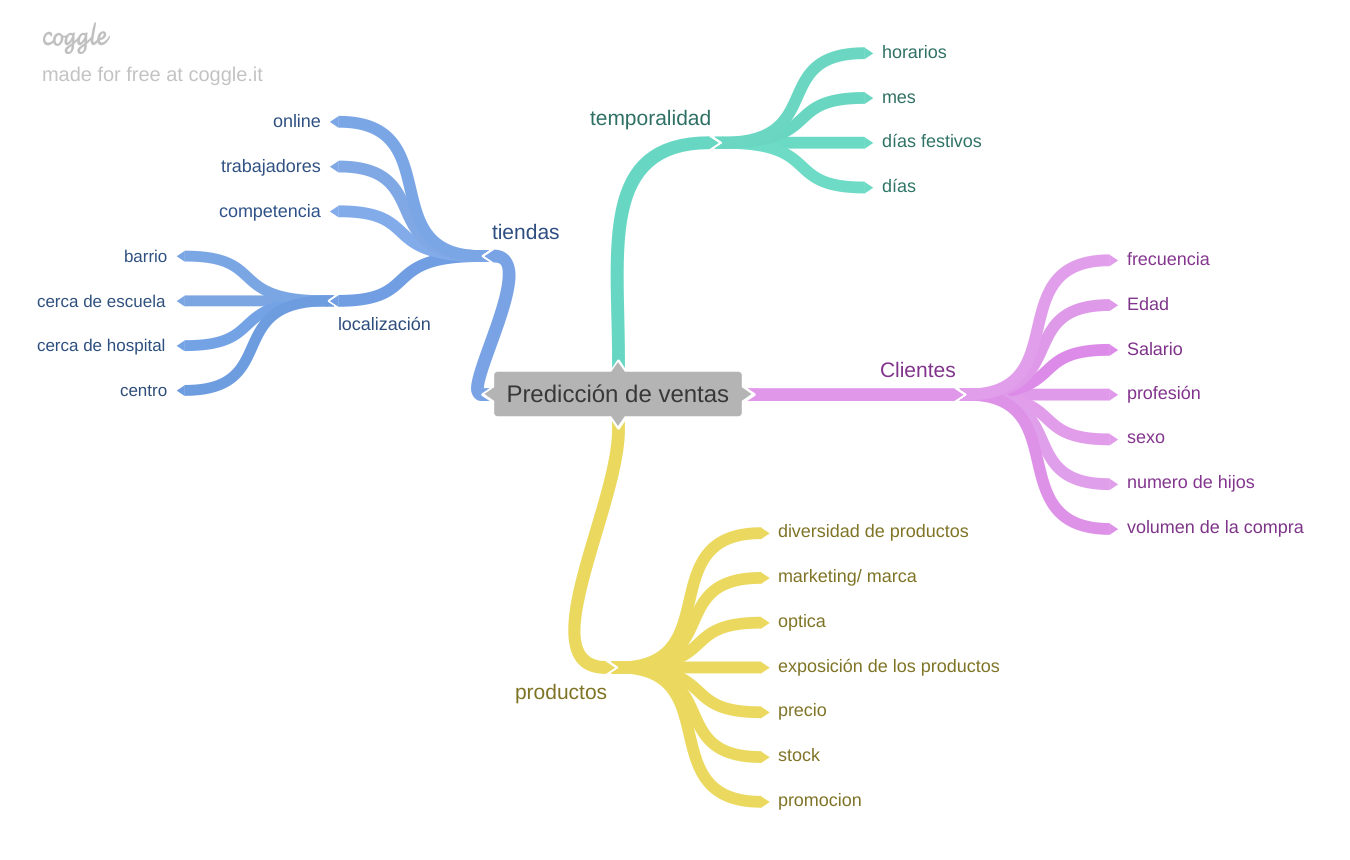 coggle
made for free at coggle.it
Predicción de ventas
temporalidad
horarios
mes
días festivos
días
tiendas
online
trabajadores
competencia
localización
barrio
cerca de escuela
cerca de hospital
centro
Clientes
frecuencia
Edad
Salario
profesión
sexo
numero de hijos
volumen de la compra
productos
diversidad de productos
marketing/ marca
optica
exposición de los productos
precio
stock
promocion